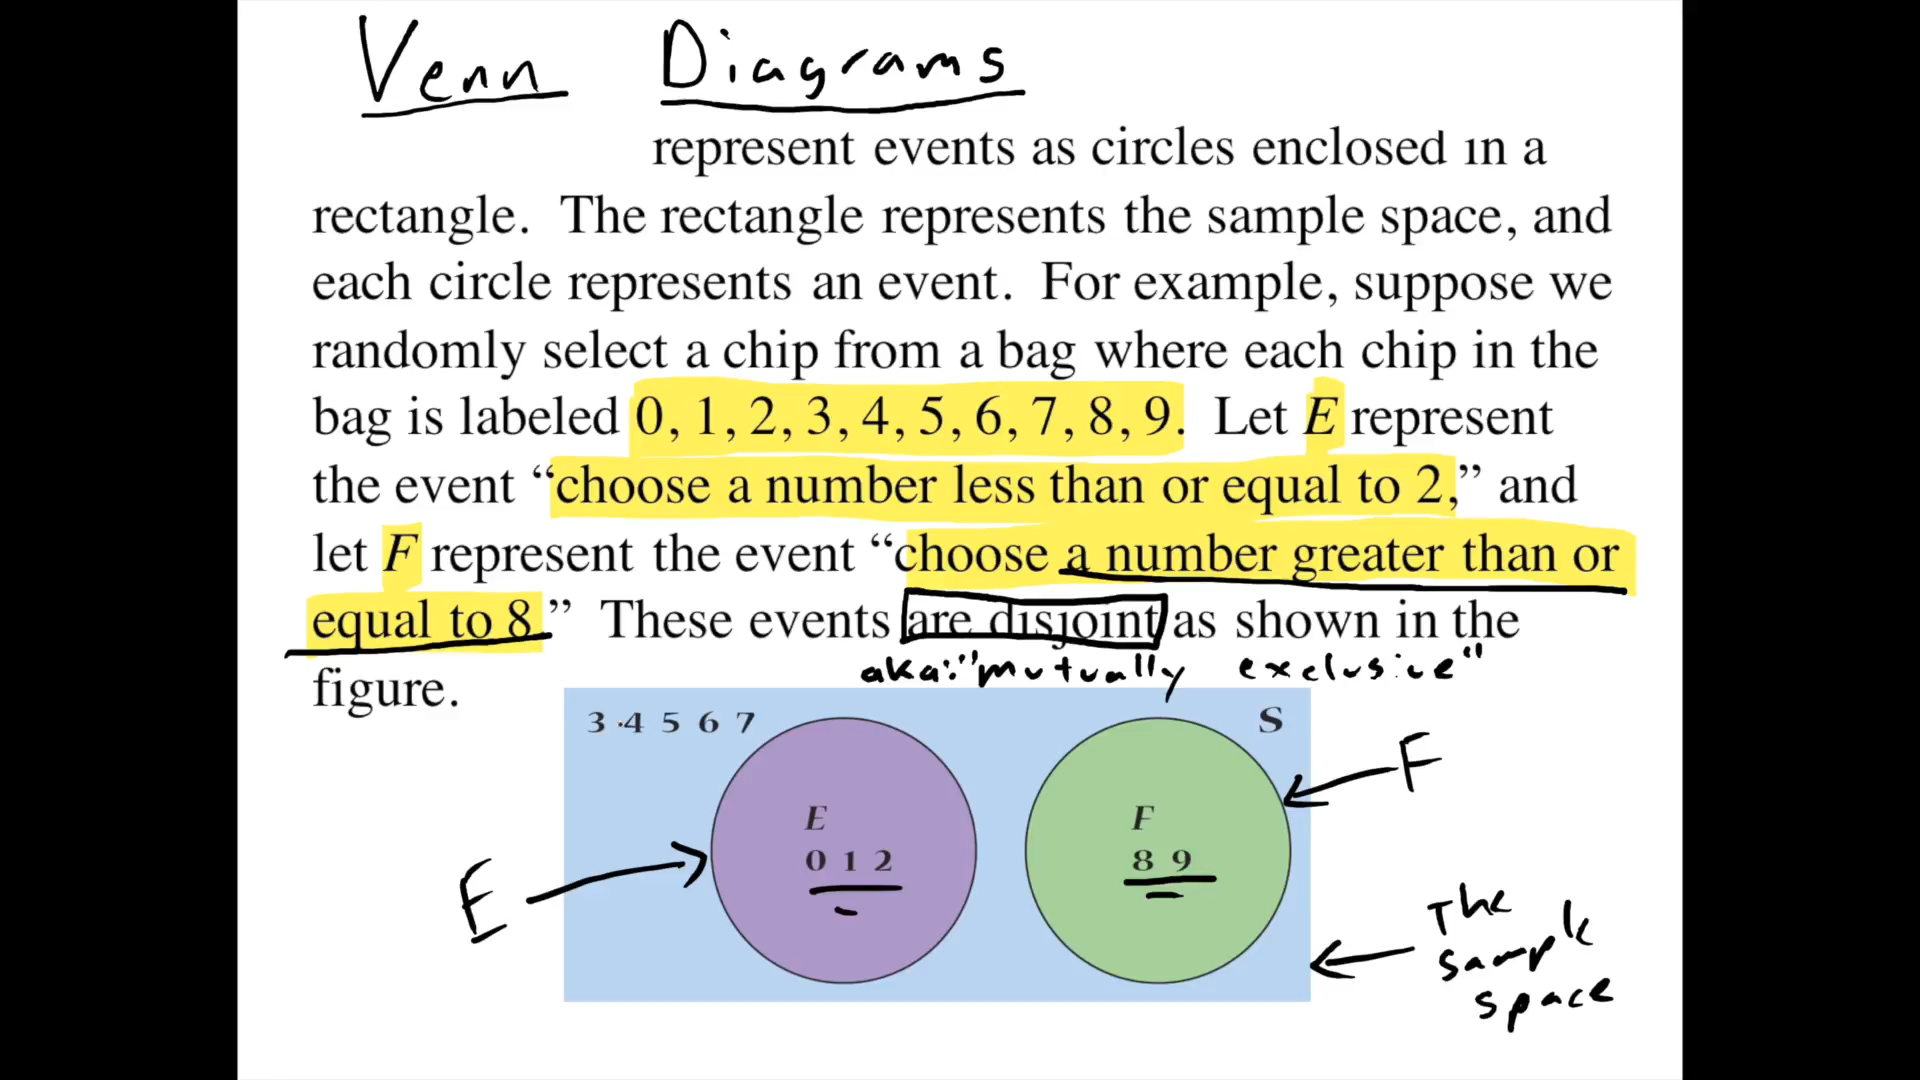 Venn Diagrams
represent events as circles enclosed in a
rectangle. The rectangle represents the sample space, and
each circle represents an event. For example, suppose we
randomly select a chip from a bag where each chip in the
bag is labeled 0, 1, 2, 3, 4, 5, 6, 7, 8, 9. Let E represent
the event “choose a number less than or equal to 2,” and
let F represent the event “choose a number greater than or
equal to 8.” These events are disjoint as shown in the
aka: "mutually exclusive"
figure.
3 4 5 6 7
S
F
E
F
0 1 2
8 9
E
The
sample
space